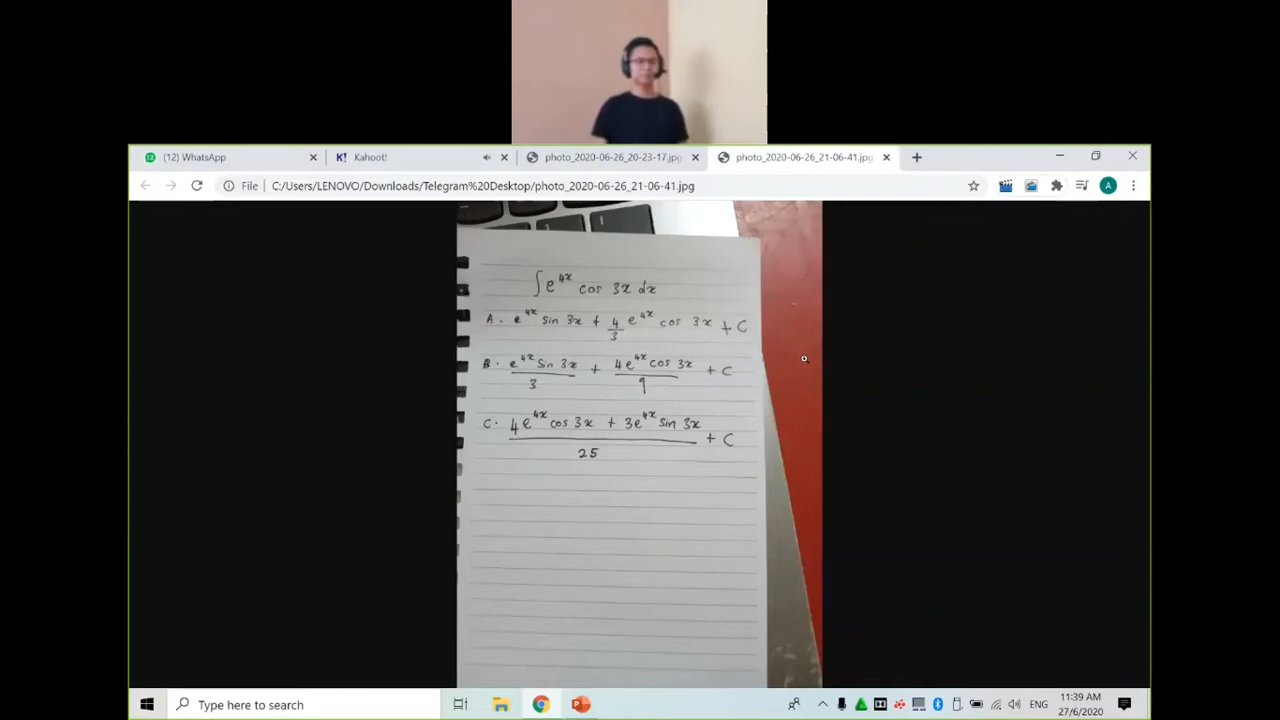 (12) WhatsApp
Kahoot!
photo_2020-06-26_20-23-17.jpg
photo_2020-06-26_21-06-41.jpg
File | C:/Users/LENOVO/Downloads/Telegram%20Desktop/photo_2020-06-26_21-06-41.jpg
A
∫ e^{4x} cos 3x dx
A. e^{4x} sin 3x + 4/3 e^{4x} cos 3x + C
B. e^{4x} sin 3x / 3 + 4e^{4x} cos 3x / 9 + C
C. 4e^{4x} cos 3x + 3e^{4x} sin 3x / 25 + C
Type here to search
ENG
11:39 AM
27/6/2020